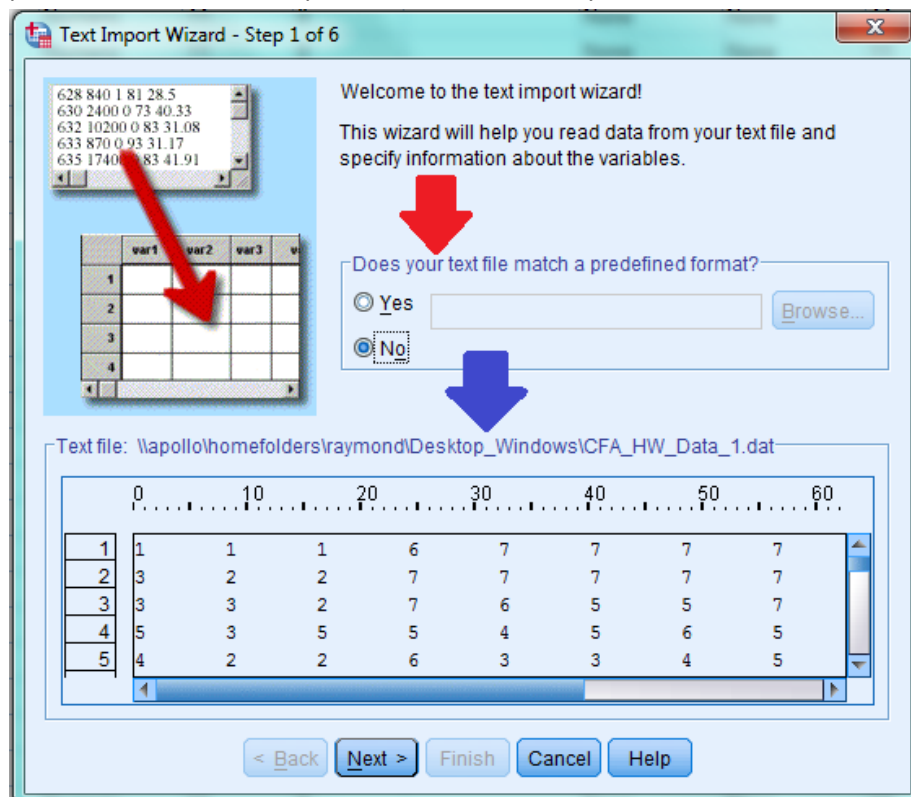 Text Import Wizard - Step 1 of 6
628 840 1 81 28.5
630 2400 0 73 40.33
632 10200 0 83 31.08
633 870 0 93 31.17
635 1740 83 41.91
var1 var2 var3
1
2
3
4
Welcome to the text import wizard!
This wizard will help you read data from your text file and
specify information about the variables.
Does your text file match a predefined format?
Yes
Browse...
No
Text file: \\apollo\homefolders\raymond\Desktop_Windows\CFA_HW_Data_1.dat
0 10 20 30 40 50 60
1 1 1 1 6 7 7 7 7
2 3 2 2 7 7 7 7 7
3 3 3 2 7 6 5 5 7
4 5 3 5 5 4 5 6 5
5 4 2 2 6 3 3 4 5
< Back Next > Finish Cancel Help